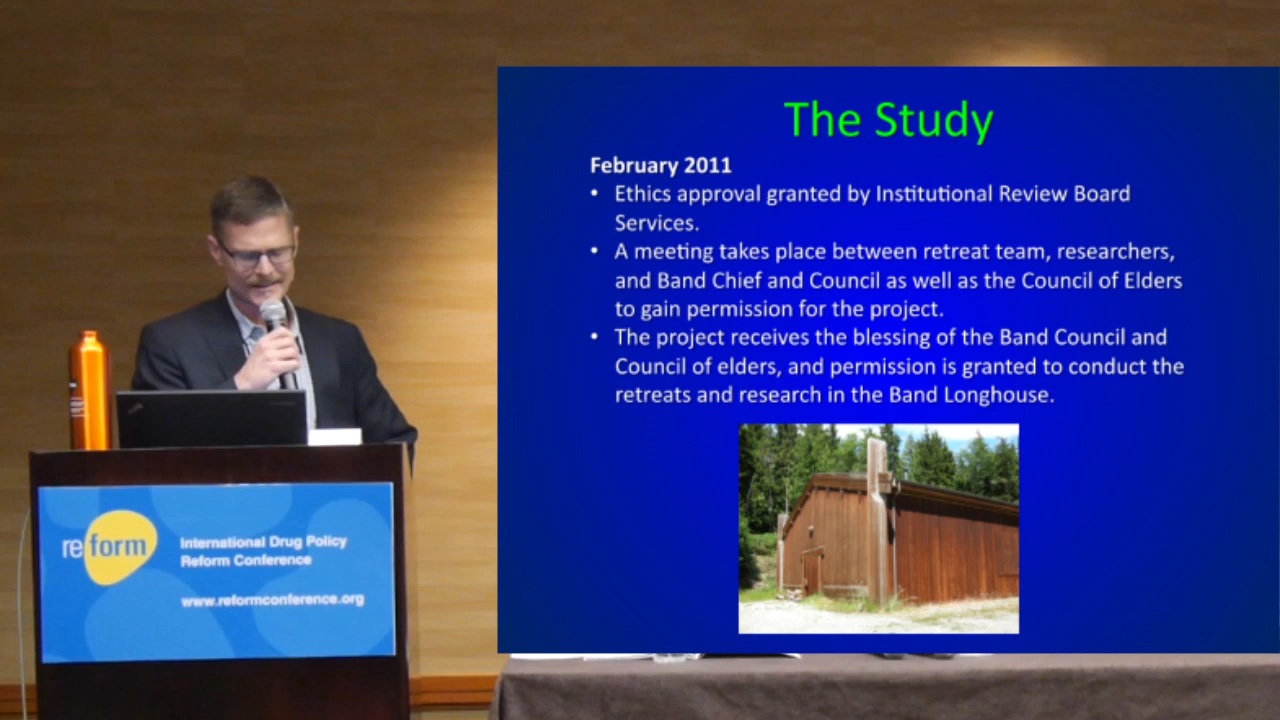 The Study
February 2011
• Ethics approval granted by Institutional Review Board
Services.
• A meeting takes place between retreat team, researchers,
and Band Chief and Council as well as the Council of Elders
to gain permission for the project.
• The project receives the blessing of the Band Council and
Council of elders, and permission is granted to conduct the
retreats and research in the Band Longhouse.
reform
International Drug Policy
Reform Conference
www.reformconference.org